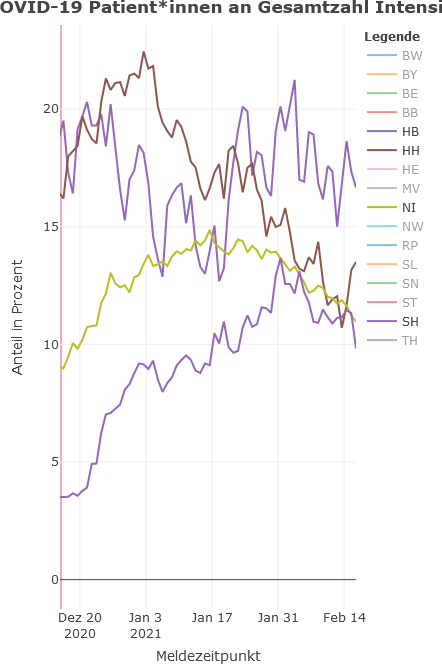 OVID-19 Patient*innen an Gesamtzahl Intensi
Legende
BW
BY
BE
BB
HB
HH
HE
MV
NI
NW
RP
SL
SN
ST
SH
TH
Anteil in Prozent
20
15
10
5
0
Dez 20 Jan 3 Jan 17 Jan 31 Feb 14
2020 2021
Meldezeitpunkt